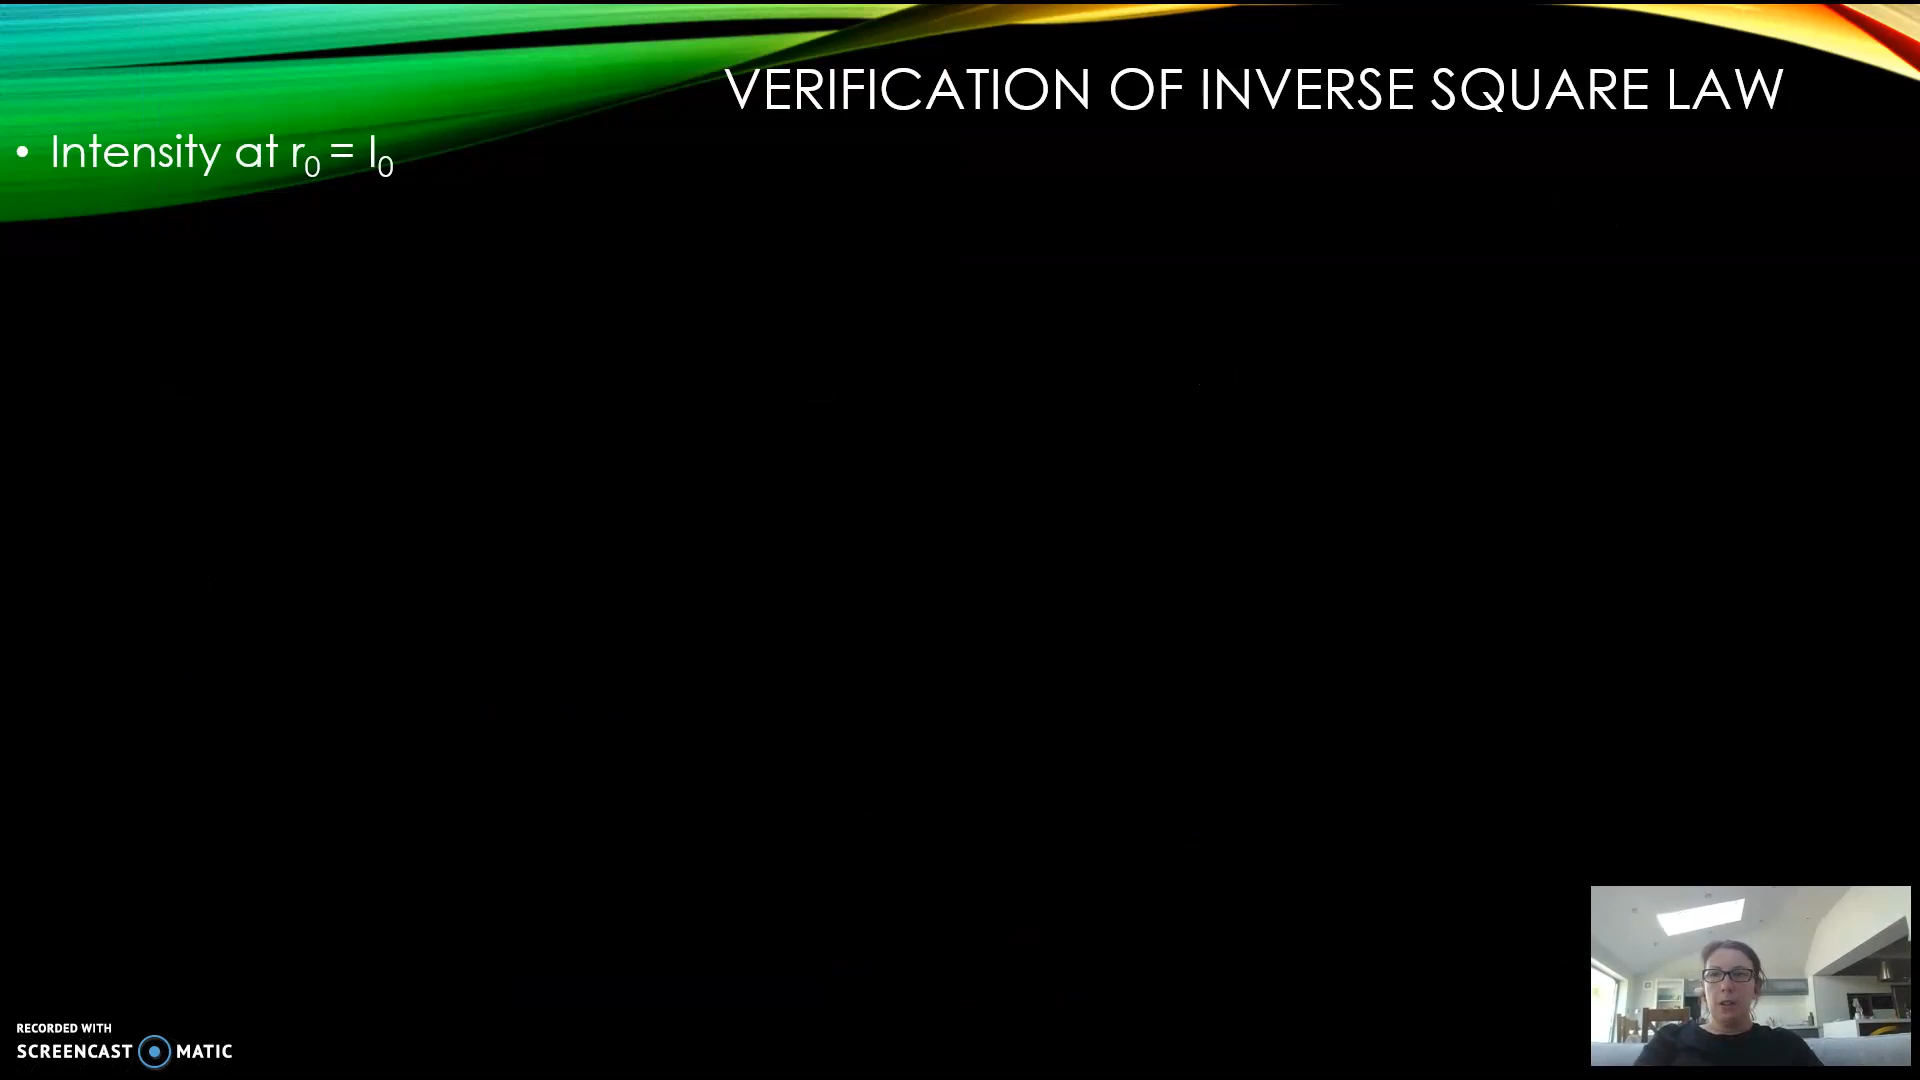 VERIFICATION OF INVERSE SQUARE LAW
• Intensity at r₀ = I₀
RECORDED WITH
SCREENCAST MATIC